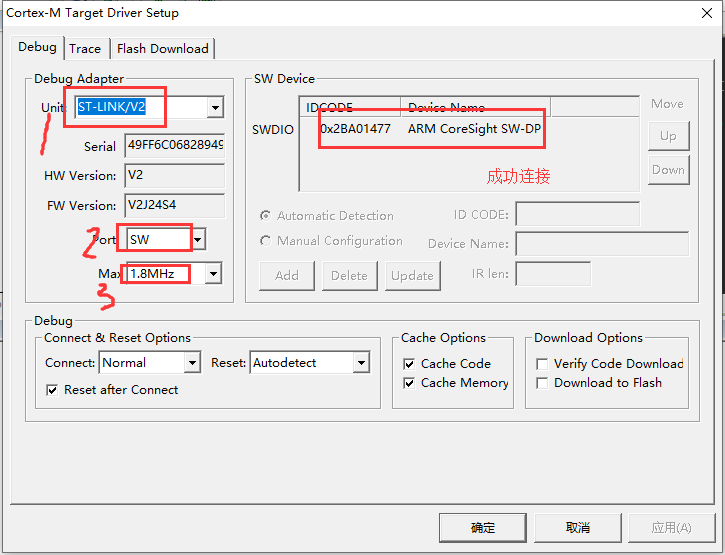 Cortex-M Target Driver Setup
Debug Trace Flash Download
Debug Adapter
Unit: ST-LINK/V2
1
Serial 49FF6C06828949
HW Version: V2
FW Version: V2J24S4
2
Port: SW
Max 1.8MHz
3
SW Device
IDCODE Device Name
SWDIO 0x2BA01477 ARM CoreSight SW-DP
成功连接
Move
Up
Down
Automatic Detection
Manual Configuration
ID CODE:
Device Name:
Add Delete Update
IR len:
Debug
Connect & Reset Options
Connect: Normal Reset: Autodetect
Reset after Connect
Cache Options
Cache Code
Cache Memory
Download Options
Verify Code Download
Download to Flash
确定 取消 应用(A)